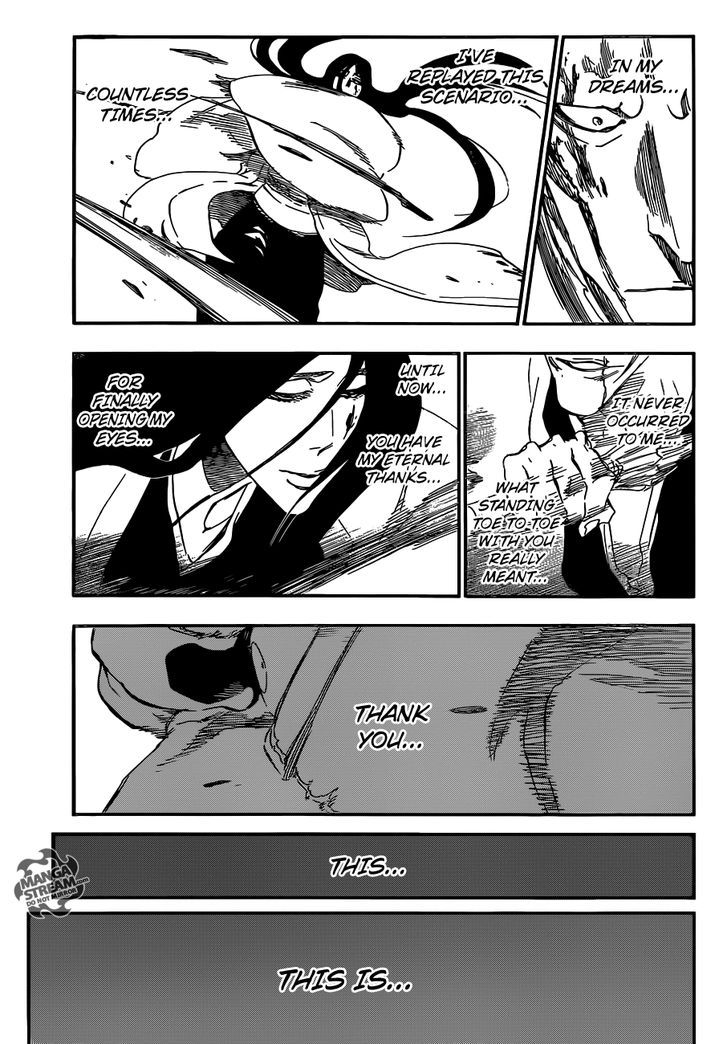 IN MY
DREAMS...
I'VE
REPLAYED THIS
SCENARIO...
COUNTLESS
TIMES...
IT NEVER
OCCURRED
TO ME...
WHAT
STANDING
TOE TO TOE
WITH YOU
REALLY
MEANT...
UNTIL
NOW...
YOU HAVE
MY ETERNAL
THANKS...
FOR
FINALLY
OPENING MY
EYES...
THANK
YOU...
THIS...
MANGA
STREAM.com
DO NOT MIRROR!
THIS IS...